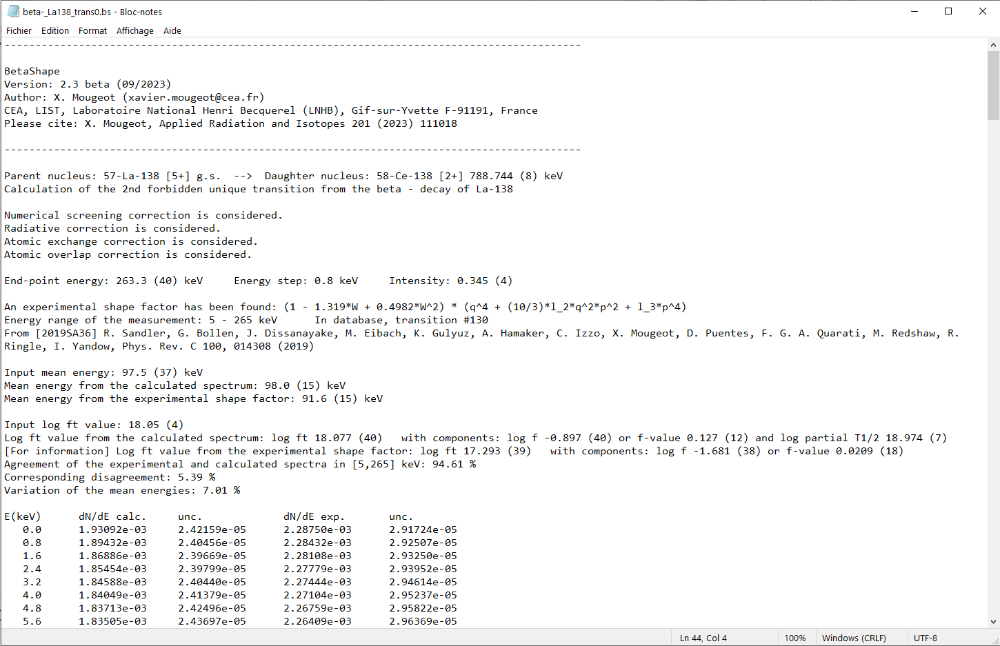 beta-_La138_trans0.bs - Bloc-notes
Fichier Edition Format Affichage Aide
---------------------------------------------------------------------------------------------
BetaShape
Version: 2.3 beta (09/2023)
Author: X. Mougeot (xavier.mougeot@cea.fr)
CEA, LIST, Laboratoire National Henri Becquerel (LNHB), Gif-sur-Yvette F-91191, France
Please cite: X. Mougeot, Applied Radiation and Isotopes 201 (2023) 111018
---------------------------------------------------------------------------------------------
Parent nucleus: 57-La-138 [5+] g.s.  -->  Daughter nucleus: 58-Ce-138 [2+] 788.744 (8) keV
Calculation of the 2nd forbidden unique transition from the beta - decay of La-138
Numerical screening correction is considered.
Radiative correction is considered.
Atomic exchange correction is considered.
Atomic overlap correction is considered.
End-point energy: 263.3 (40) keV     Energy step: 0.8 keV     Intensity: 0.345 (4)
An experimental shape factor has been found: (1 - 1.319*W + 0.4982*W^2) * (q^4 + (10/3)*l_2*q^2*p^2 + l_3*p^4)
Energy range of the measurement: 5 - 265 keV      In database, transition #130
From [2019SA36] R. Sandler, G. Bollen, J. Dissanayake, M. Eibach, K. Gulyuz, A. Hamaker, C. Izzo, X. Mougeot, D. Puentes, F. G. A. Quarati, M. Redshaw, R.
Ringle, I. Yandow, Phys. Rev. C 100, 014308 (2019)
Input mean energy: 97.5 (37) keV
Mean energy from the calculated spectrum: 98.0 (15) keV
Mean energy from the experimental shape factor: 91.6 (15) keV
Input log ft value: 18.05 (4)
Log ft value from the calculated spectrum: log ft 18.077 (40)   with components: log f -0.897 (40) or f-value 0.127 (12) and log partial T1/2 18.974 (7)
[For information] Log ft value from the experimental shape factor: log ft 17.293 (39)   with components: log f -1.681 (38) or f-value 0.0209 (18)
Agreement of the experimental and calculated spectra in [5,265] keV: 94.61 %
Corresponding disagreement: 5.39 %
Variation of the mean energies: 7.01 %
E(keV)      dN/dE calc.     unc.             dN/dE exp.       unc.
0.0      1.93092e-03     2.42159e-05      2.28750e-03      2.91724e-05
0.8      1.89432e-03     2.40456e-05      2.28432e-03      2.92507e-05
1.6      1.86886e-03     2.39669e-05      2.28108e-03      2.93250e-05
2.4      1.85454e-03     2.39799e-05      2.27779e-03      2.93952e-05
3.2      1.84588e-03     2.40440e-05      2.27444e-03      2.94614e-05
4.0      1.84049e-03     2.41379e-05      2.27104e-03      2.95237e-05
4.8      1.83713e-03     2.42496e-05      2.26759e-03      2.95822e-05
5.6      1.83505e-03     2.43697e-05      2.26409e-03      2.96369e-05
Ln 44, Col 4 100% Windows (CRLF) UTF-8